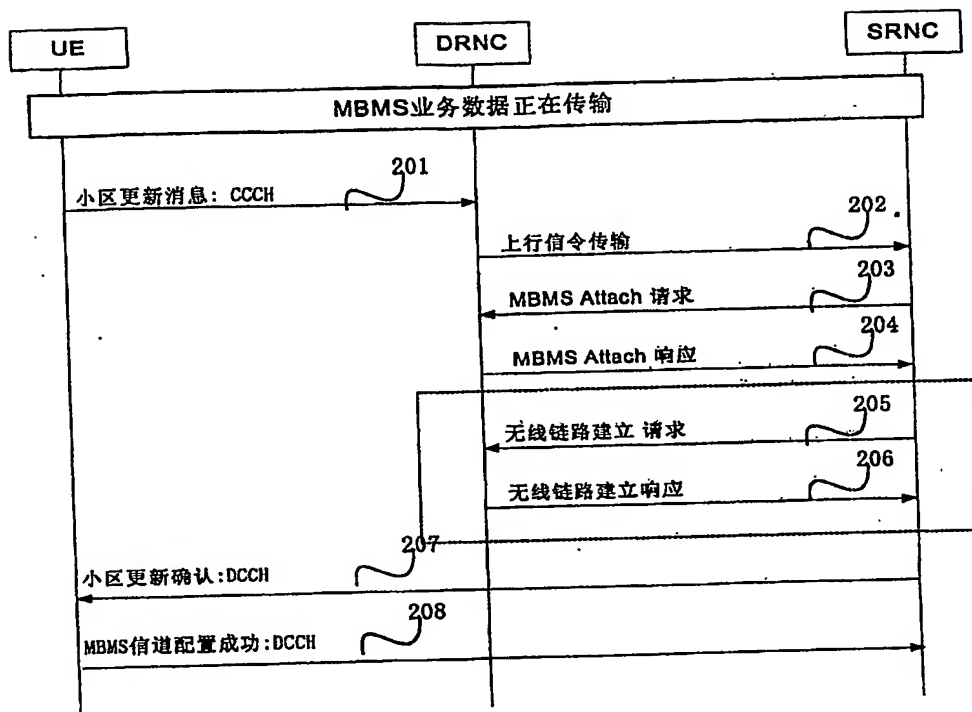 UE
DRNC
SRNC
MBMS业务数据正在传输
201
小区更新消息: CCCH
202
上行信令传输
203
MBMS Attach 请求
204
MBMS Attach 响应
205
无线链路建立 请求
206
无线链路建立响应
207
小区更新确认:DCCH
208
MBMS信道配置成功:DCCH